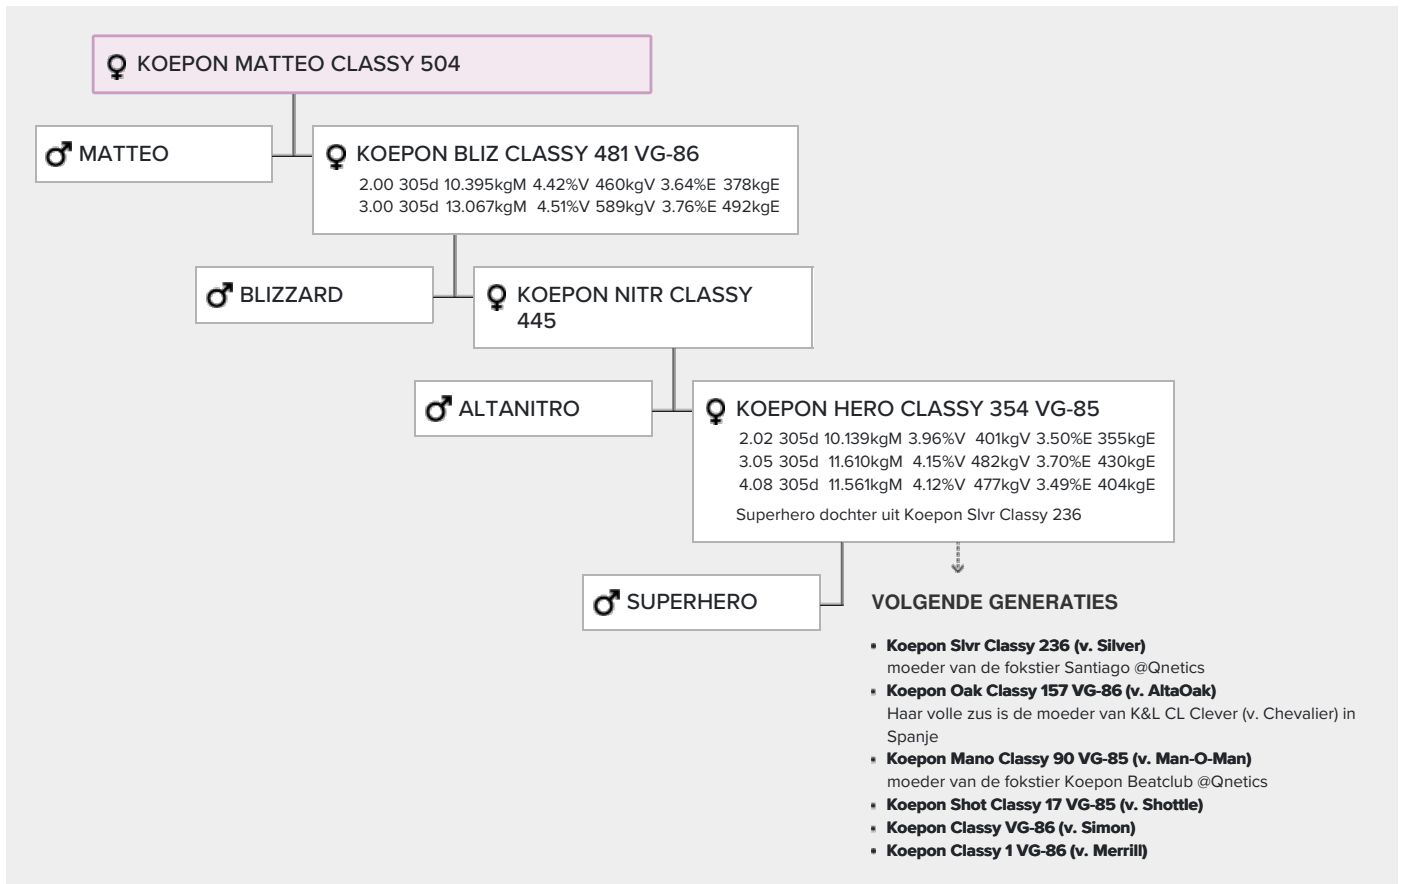 KOEPON MATTEO CLASSY 504
MATTEO
KOEPON BLIZ CLASSY 481 VG-86
2.00 305d 10.395kgM 4.42%V 460kgV 3.64%E 378kgE
3.00 305d 13.067kgM 4.51%V 589kgV 3.76%E 492kgE
BLIZZARD
KOEPON NITR CLASSY
445
ALTANITRO
KOEPON HERO CLASSY 354 VG-85
2.02 305d 10.139kgM 3.96%V 401kgV 3.50%E 355kgE
3.05 305d 11.610kgM 4.15%V 482kgV 3.70%E 430kgE
4.08 305d 11.561kgM 4.12%V 477kgV 3.49%E 404kgE
Superhero dochter uit Koepon Slvr Classy 236
SUPERHERO
VOLGENDE GENERATIES
▪ Koepon Slvr Classy 236 (v. Silver)
moeder van de fokstier Santiago @Qnetics
▪ Koepon Oak Classy 157 VG-86 (v. AltaOak)
Haar volle zus is de moeder van K&L CL Clever (v. Chevalier) in
Spanje
▪ Koepon Mano Classy 90 VG-85 (v. Man-O-Man)
moeder van de fokstier Koepon Beatclub @Qnetics
▪ Koepon Shot Classy 17 VG-85 (v. Shottle)
▪ Koepon Classy VG-86 (v. Simon)
▪ Koepon Classy 1 VG-86 (v. Merrill)